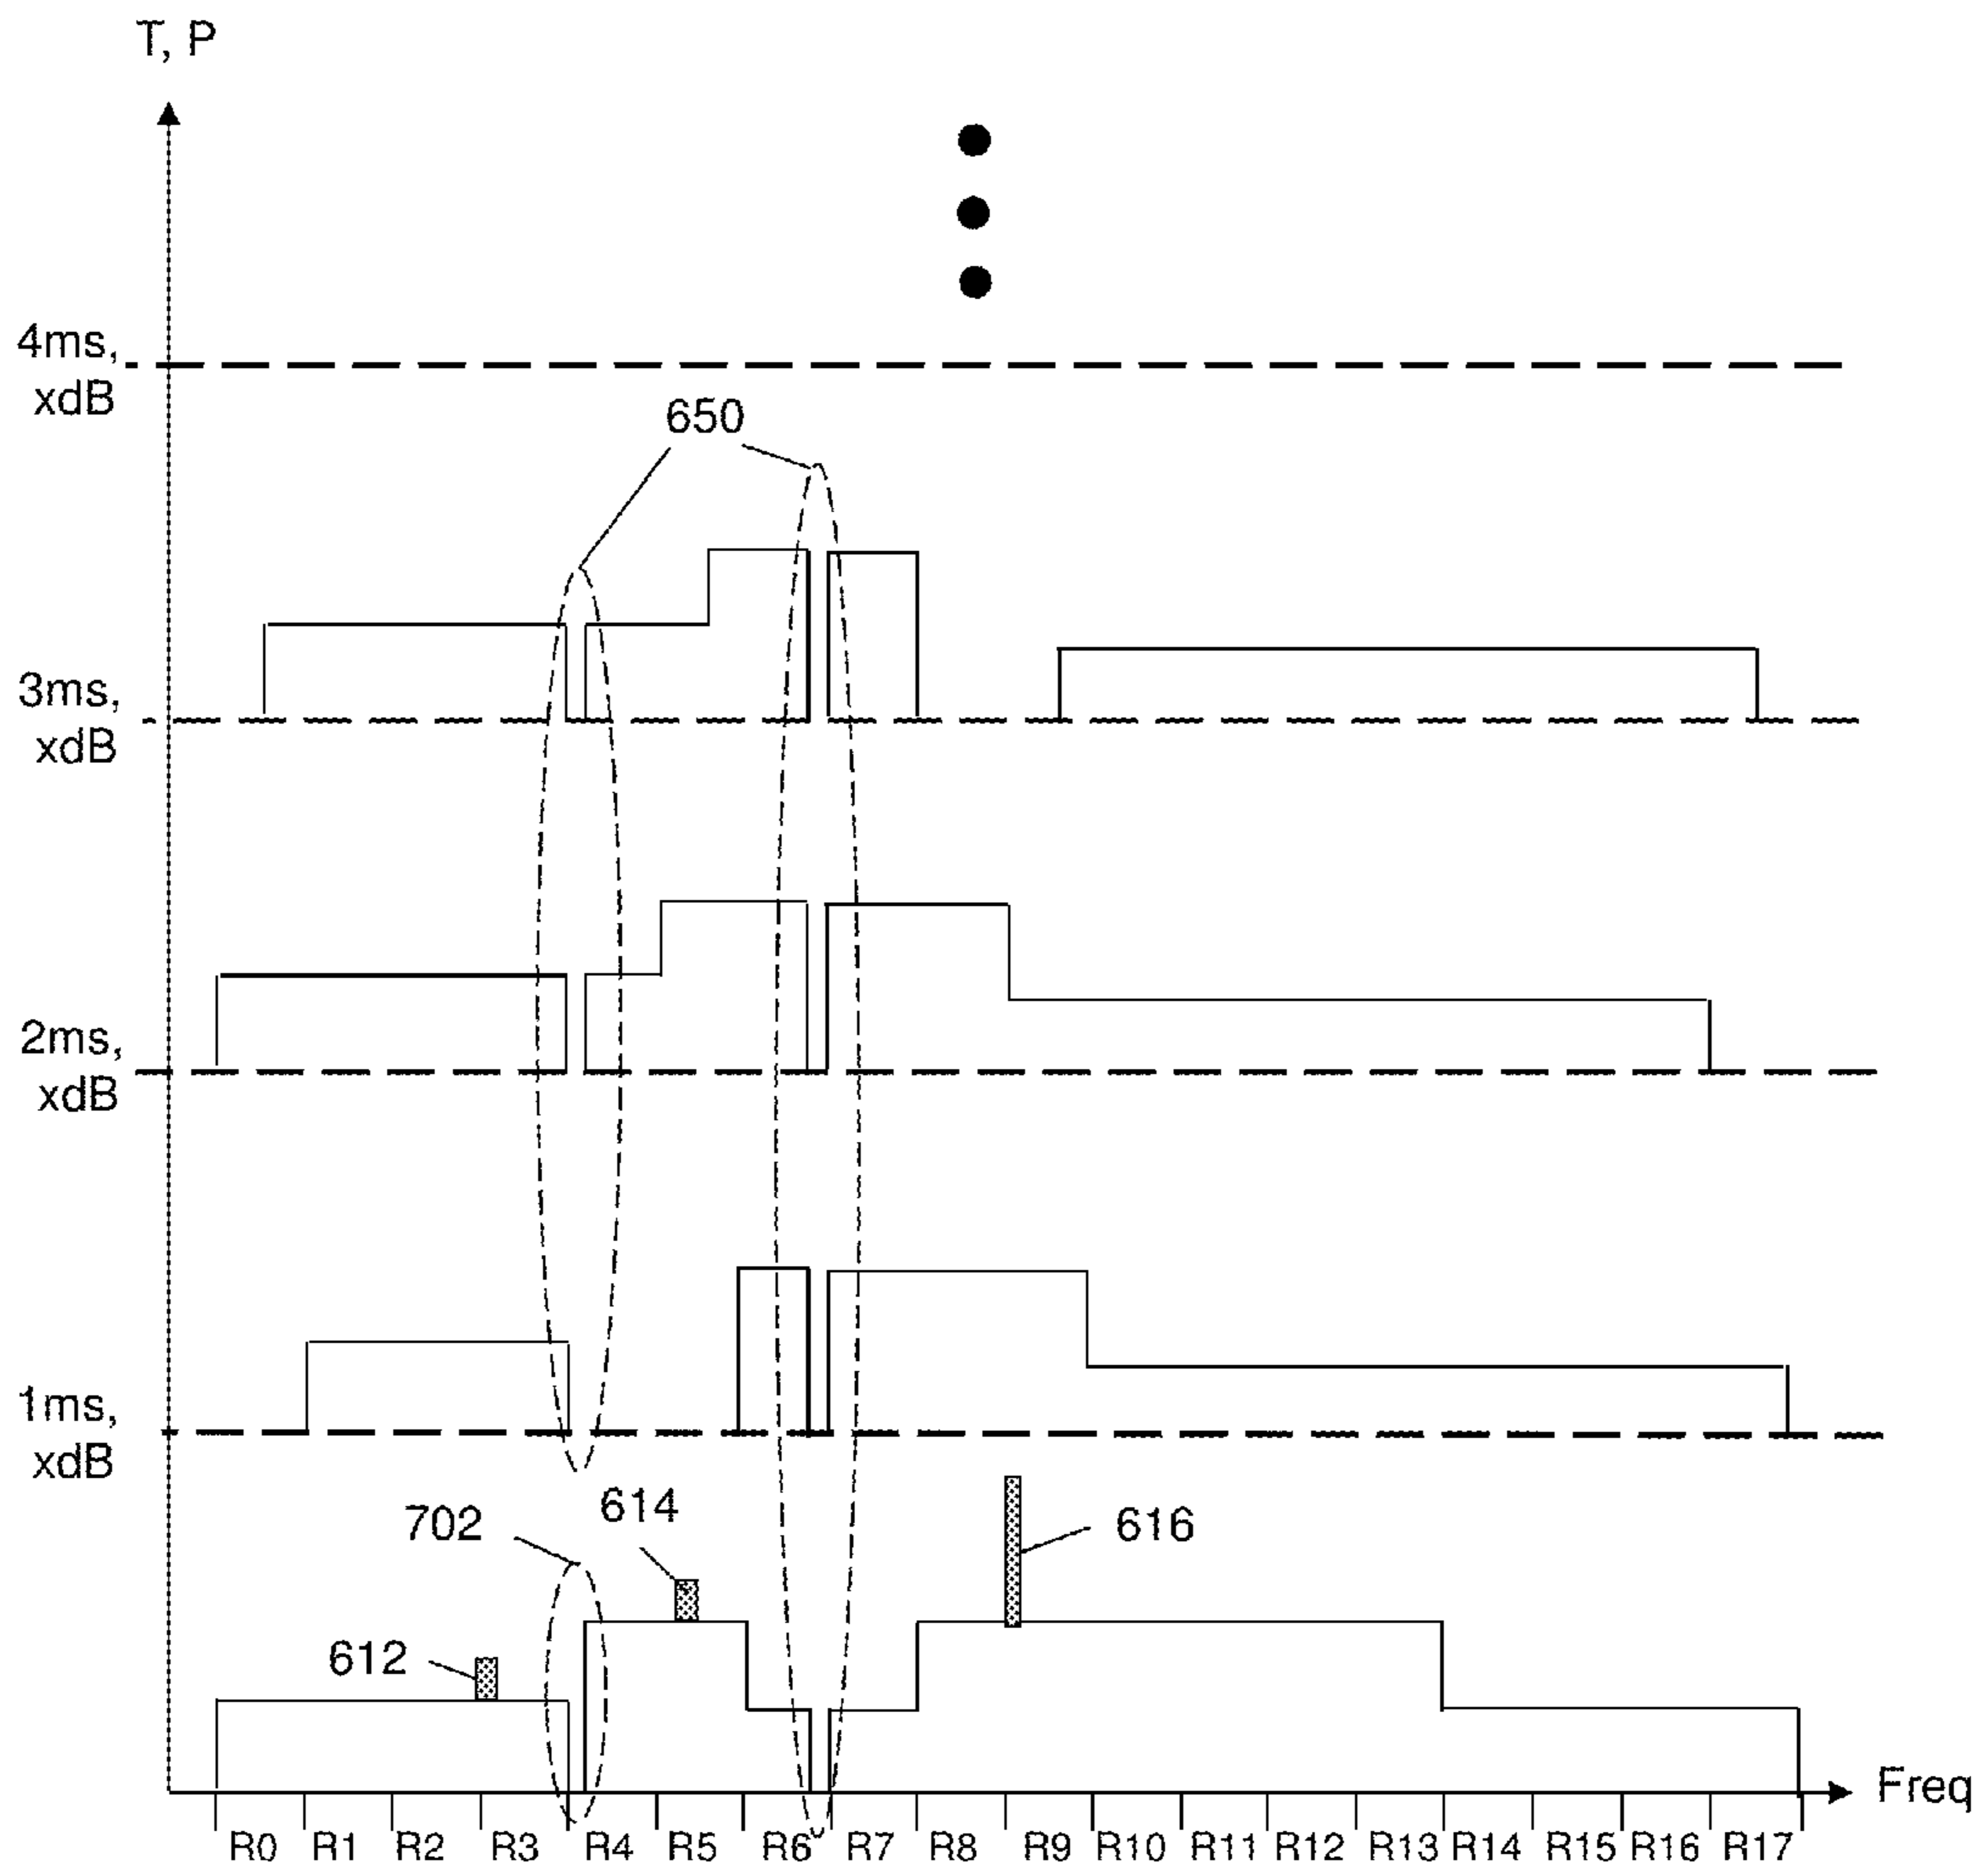 T, P
4ms,
xdB
650
3ms,
xdB
2ms,
xdB
1ms,
xdB
702
614
616
612
Freq
R0 R1 R2 R3 R4 R5 R6 R7 R8 R9 R10 R11 R12 R13 R14 R15 R16 R17